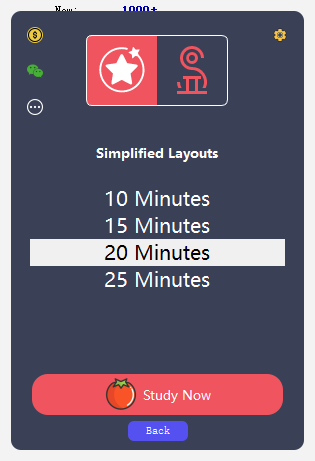 1000+
Simplified Layouts
10 Minutes
15 Minutes
20 Minutes
25 Minutes
Study Now
Back